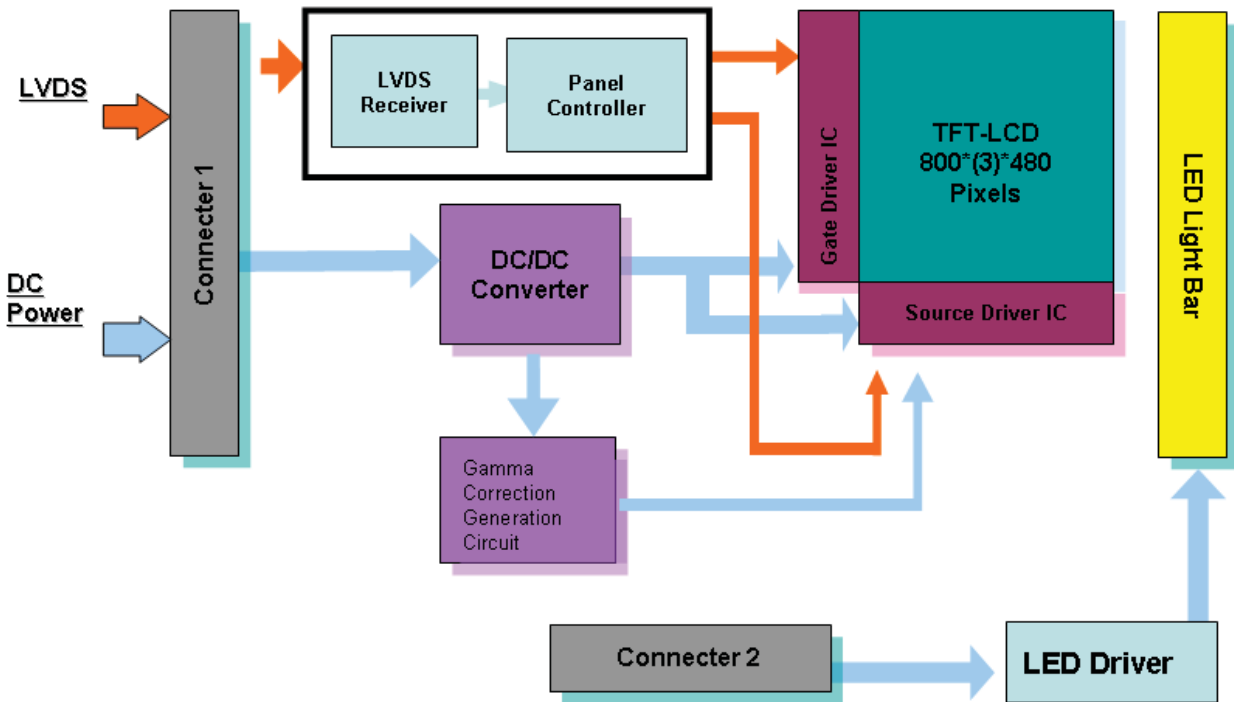 LVDS
DC
Power
Connecter 1
LVDS
Receiver
Panel
Controller
DC/DC
Converter
Gamma
Correction
Generation
Circuit
Gate Driver IC
TFT-LCD
800*(3)*480
Pixels
Source Driver IC
LED Light Bar
Connecter 2
LED Driver